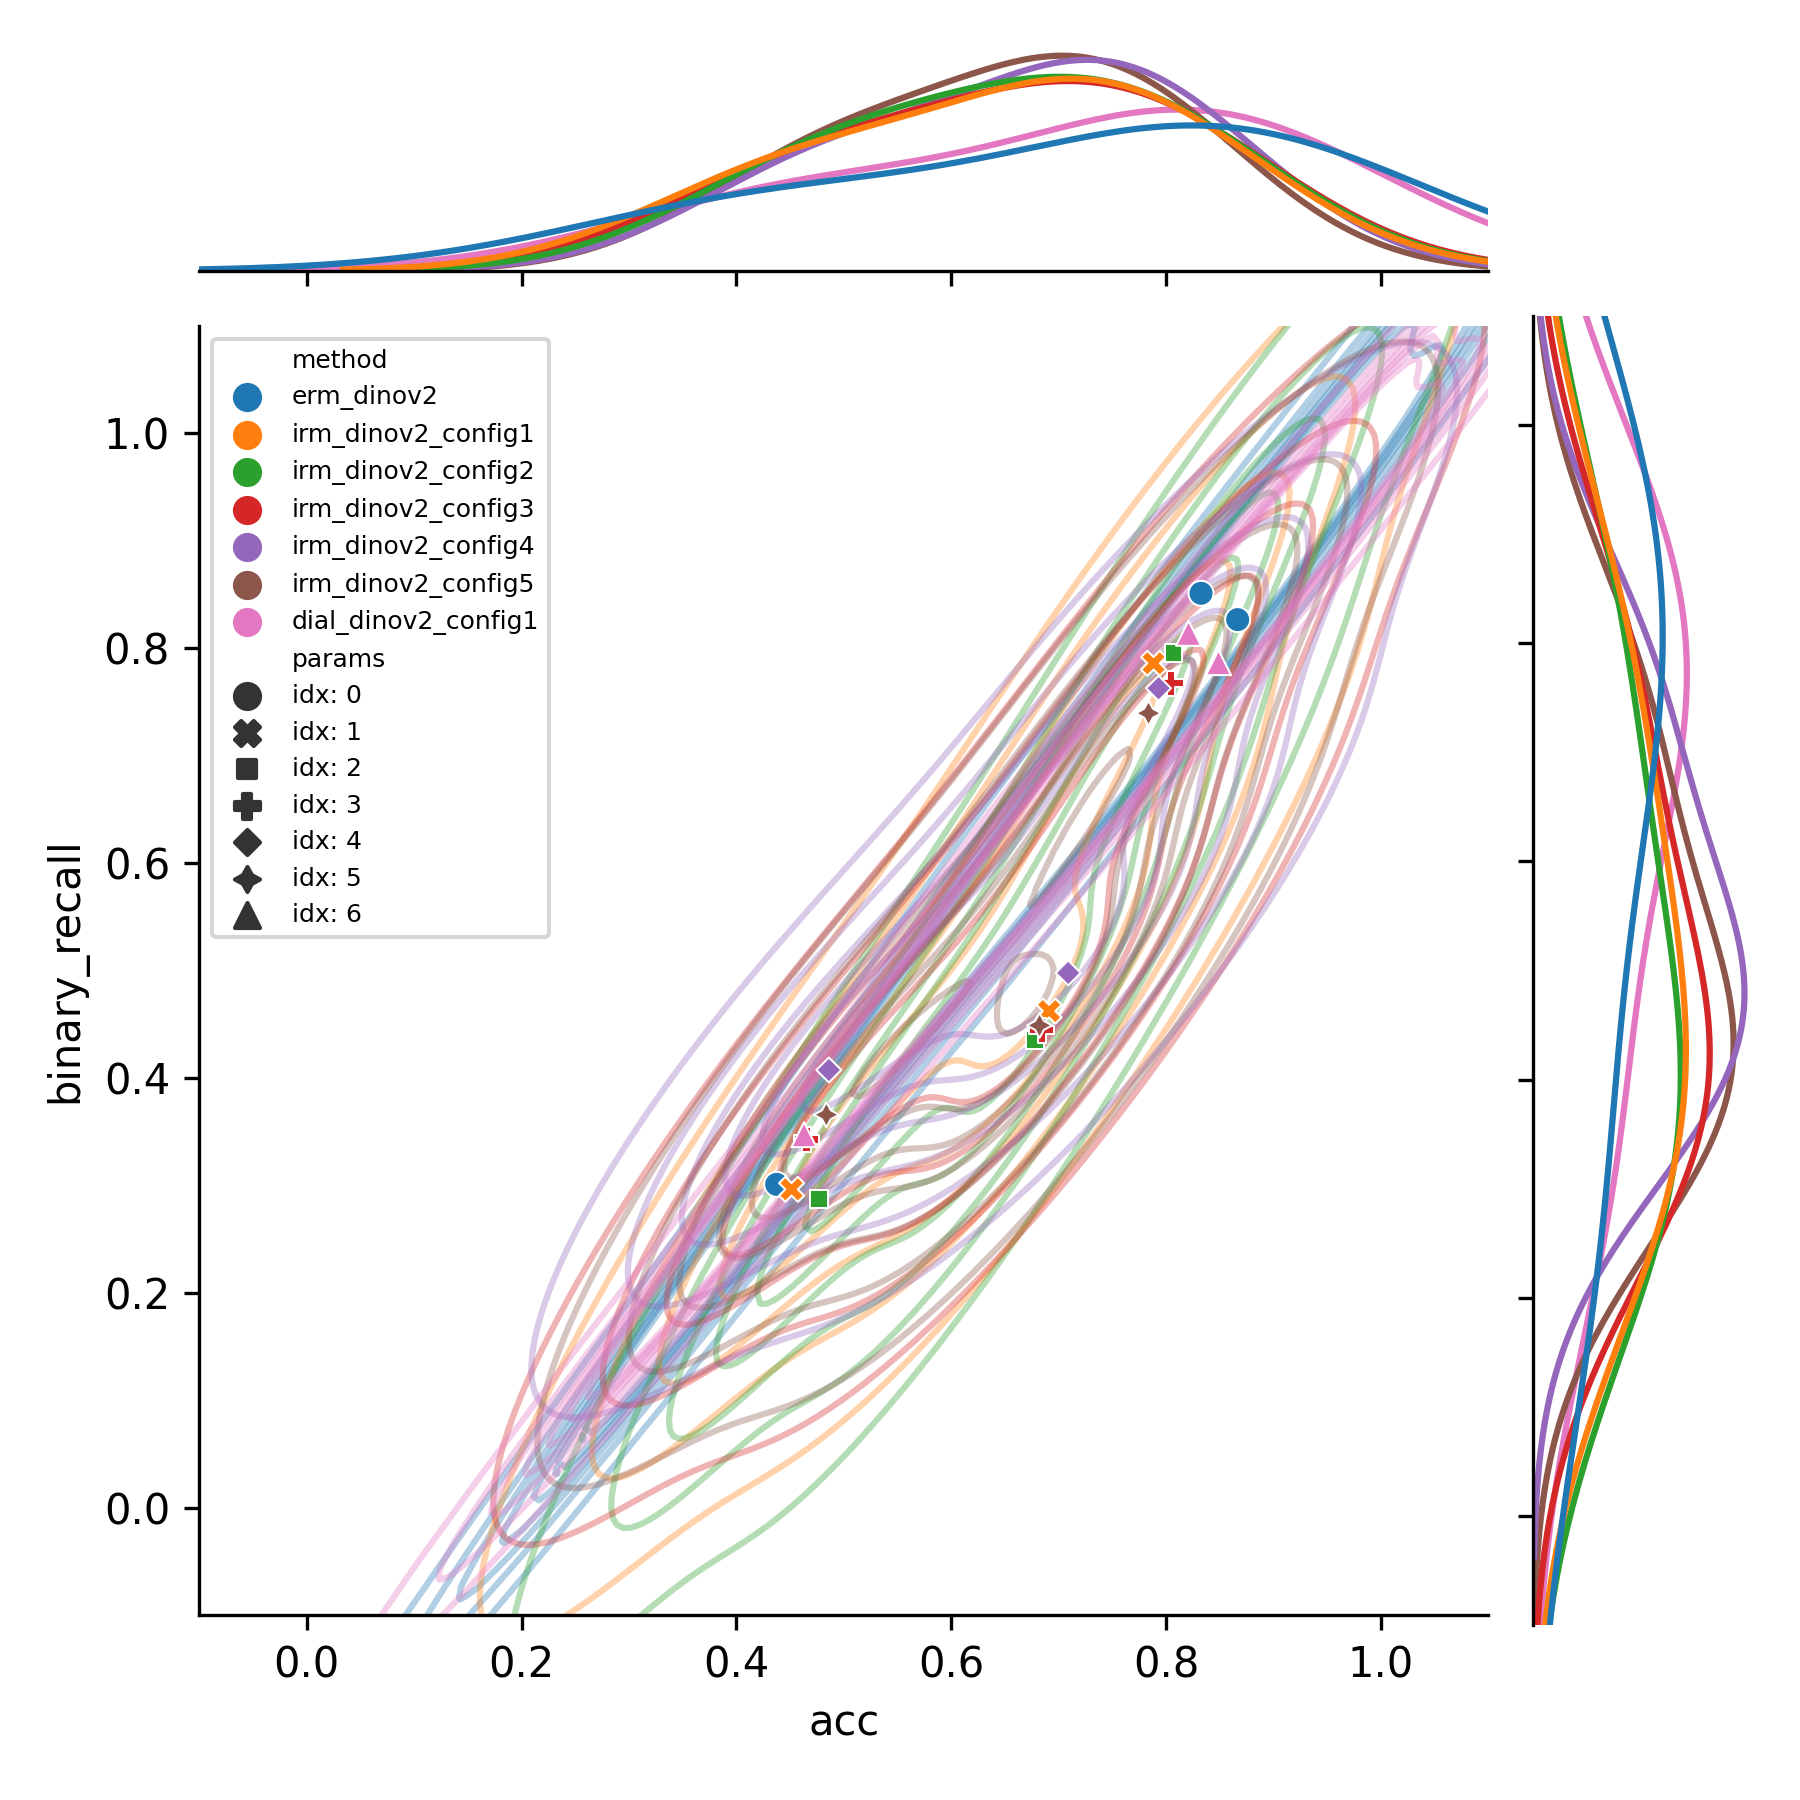 method
erm_dinov2
irm_dinov2_config1
irm_dinov2_config2
irm_dinov2_config3
irm_dinov2_config4
irm_dinov2_config5
dial_dinov2_config1
params
idx: 0
idx: 1
idx: 2
idx: 3
idx: 4
idx: 5
idx: 6
1.0
0.8
0.6
0.4
0.2
0.0
binary_recall
0.0 0.2 0.4 0.6 0.8 1.0
acc